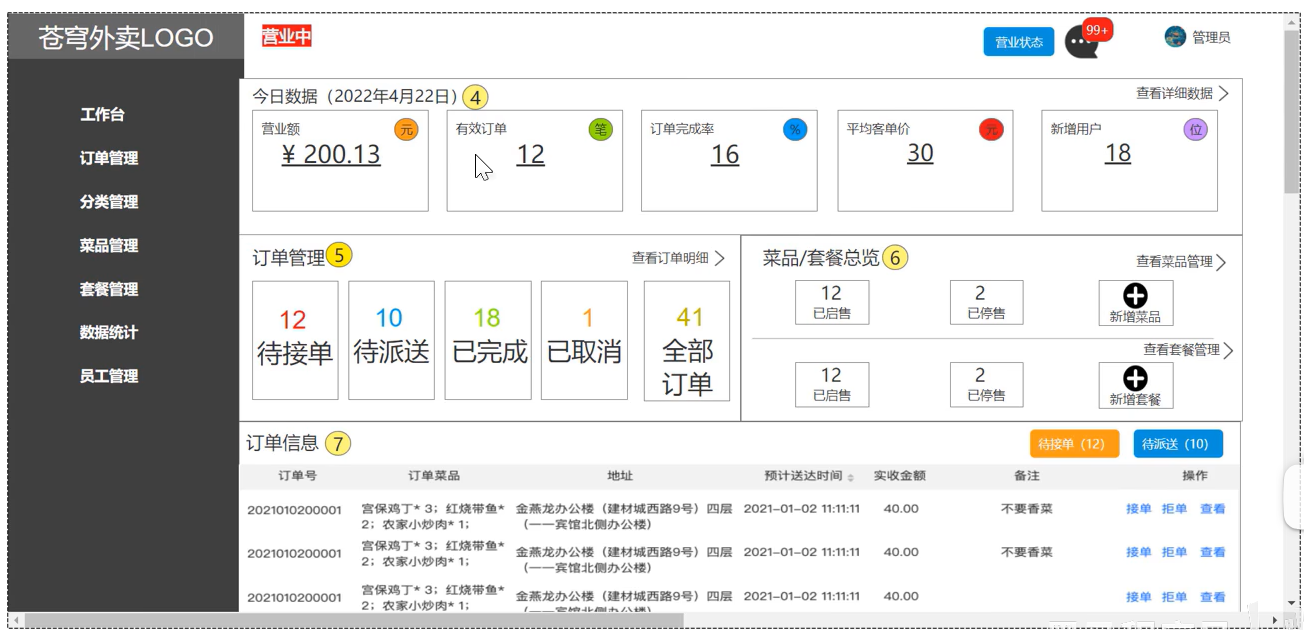 苍穹外卖LOGO
营业中
营业状态
99+
管理员
工作台
订单管理
分类管理
菜品管理
套餐管理
数据统计
员工管理
今日数据（2022年4月22日） 4
查看详细数据
营业额 元
¥ 200.13
有效订单 笔
12
订单完成率 %
16
平均客单价 元
30
新增用户 位
18
订单管理 5
查看订单明细
12
待接单
10
待派送
18
已完成
1
已取消
41
全部
订单
菜品/套餐总览 6
查看菜品管理
12
已启售
2
已停售
新增菜品
查看套餐管理
12
已启售
2
已停售
新增套餐
订单信息 7
待接单（12）
待派送（10）
订单号 订单菜品 地址 预计送达时间 实收金额 备注 操作
2021010200001 宫保鸡丁* 3；红烧带鱼* 金燕龙办公楼（建材城西路9号）四层 2021-01-02 11:11:11 40.00 不要香菜 接单 拒单 查看
2；农家小炒肉* 1; （一一宾馆北侧办公楼）
2021010200001 宫保鸡丁* 3；红烧带鱼* 金燕龙办公楼（建材城西路9号）四层 2021-01-02 11:11:11 40.00 不要香菜 接单 拒单 查看
2；农家小炒肉* 1; （一一宾馆北侧办公楼）
2021010200001 宫保鸡丁* 3；红烧带鱼* 金燕龙办公楼（建材城西路9号）四层 2021-01-02 11:11:11 40.00 接单 拒单 查看
2；农家小炒肉* 1; （一一宾馆北侧办公楼）